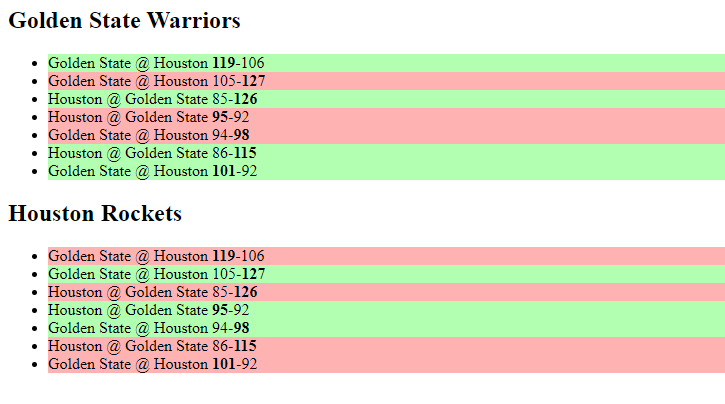 Golden State Warriors
Golden State @ Houston 119-106
Golden State @ Houston 105-127
Houston @ Golden State 85-126
Houston @ Golden State 95-92
Golden State @ Houston 94-98
Houston @ Golden State 86-115
Golden State @ Houston 101-92
Houston Rockets
Golden State @ Houston 119-106
Golden State @ Houston 105-127
Houston @ Golden State 85-126
Houston @ Golden State 95-92
Golden State @ Houston 94-98
Houston @ Golden State 86-115
Golden State @ Houston 101-92